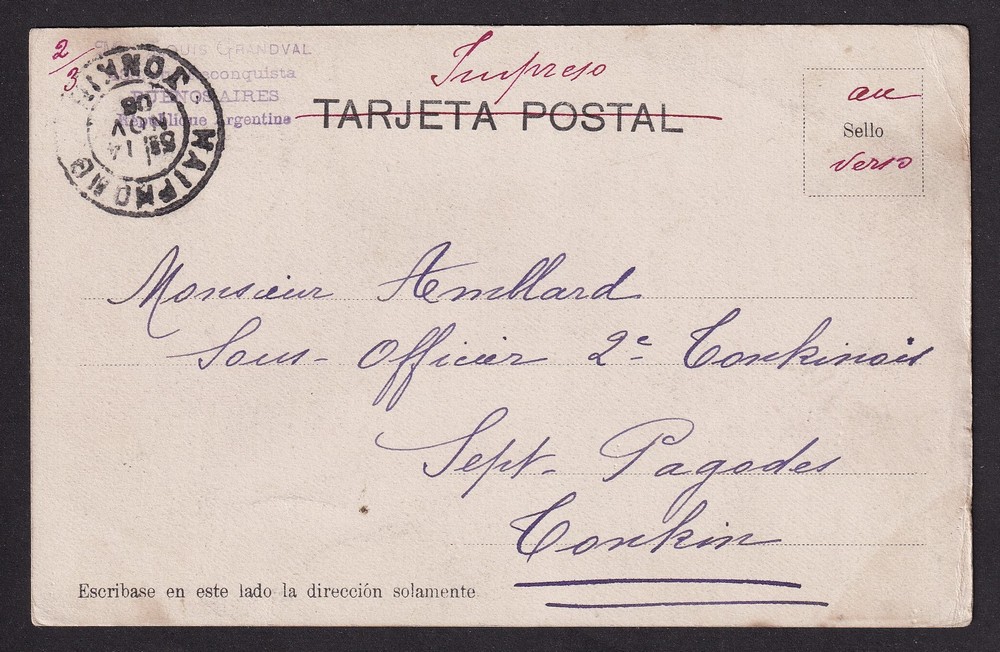 2/3
Louis Grandval
Reconquista
BUENOS AIRES
République Argentine
HAIPHONG
TONKIN
14
NOV
Impreso
TARJETA POSTAL
au
Sello
verso
Monsieur Amblard
Sous-Officier 2e Tonkinois
Sept-Pagodes
Tonkin
Escribase en este lado la dirección solamente